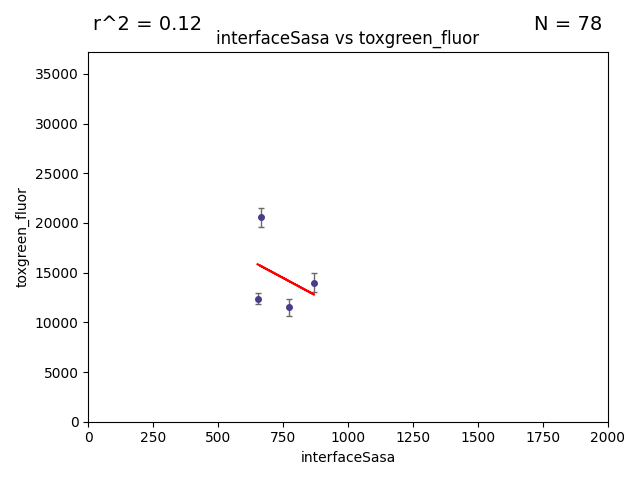 r^2 = 0.12
N = 78
interfaceSasa vs toxgreen_fluor
35000
30000
25000
20000
15000
10000
5000
0
toxgreen_fluor
0 250 500 750 1000 1250 1500 1750 2000
interfaceSasa